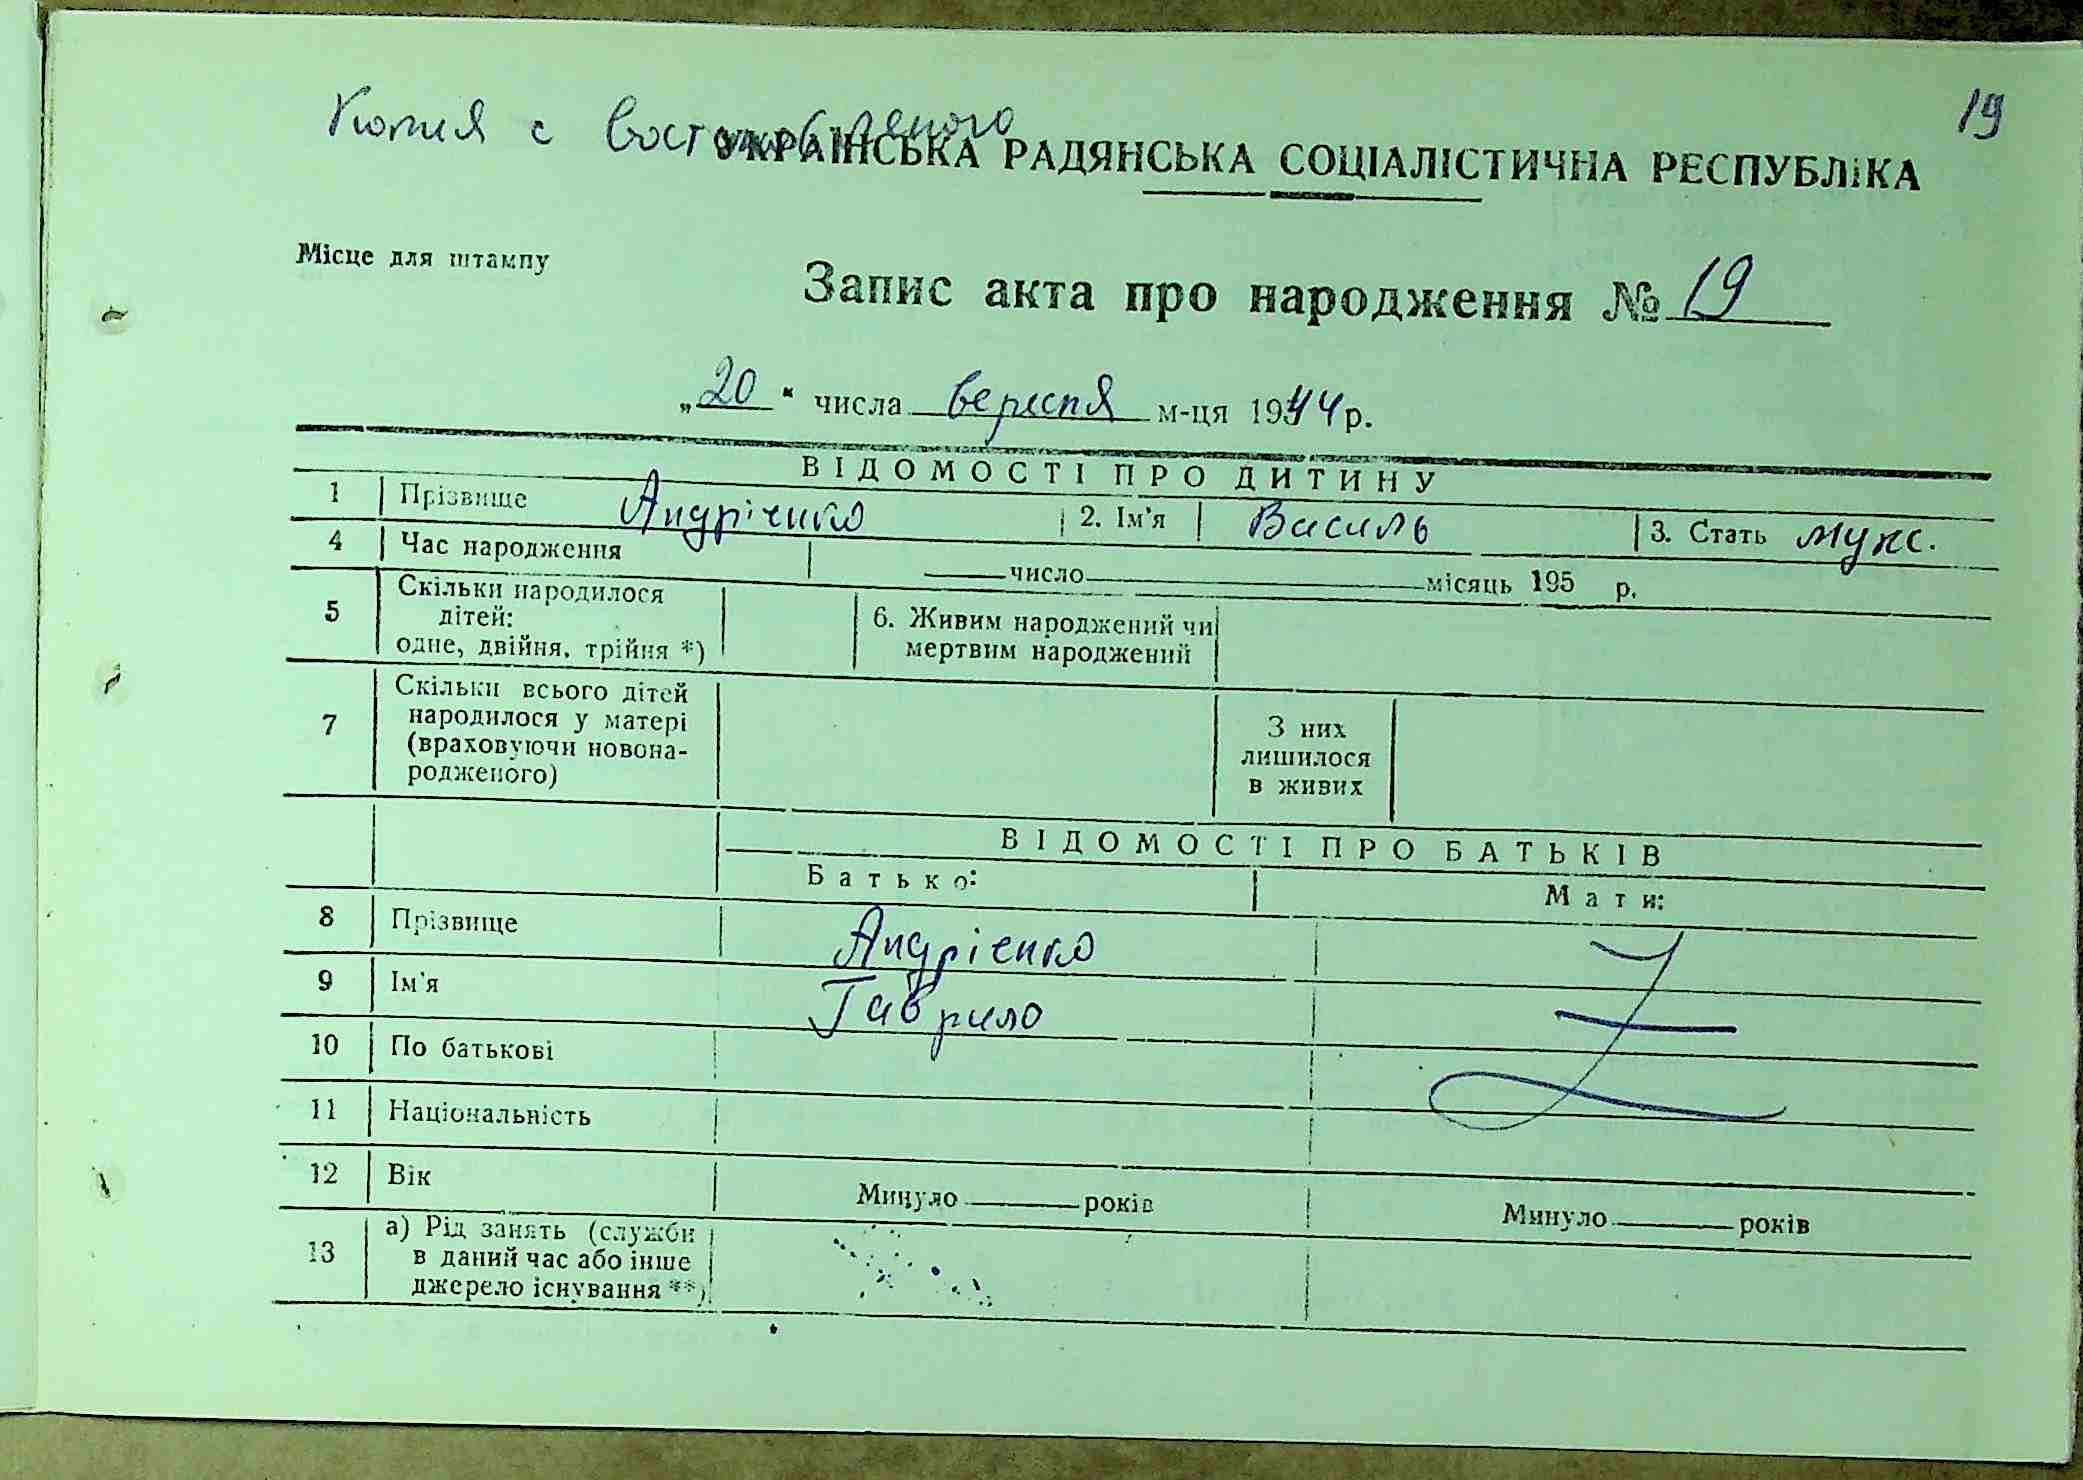 19
Копия с восстановленого
УКРАЇНСЬКА РАДЯНСЬКА СОЦІАЛІСТИЧНА РЕСПУБЛІКА
Місце для штампу
Запис акта про народження № 19
„20“ числа вересня м-ця 1944 р.
ВІДОМОСТІ ПРО ДИТИНУ
1 Прізвище Андрієнко 2. Ім'я Василь 3. Стать муж.
4 Час народження число місяць 195 р.
5 Скільки народилося
дітей:
одне, двійня, трійня *)
6. Живим народжений чи
мертвим народжений
7 Скільки всього дітей
народилося у матері
(враховуючи новона-
родженого)
З них
лишилося
в живих
ВІДОМОСТІ ПРО БАТЬКІВ
Батько: Мати:
8 Прізвище Андрієнко
9 Ім'я Гаврило
10 По батькові
11 Національність
12 Вік Минуло років Минуло років
13 а) Рід занять (служби
в даний час або інше
джерело існування **)